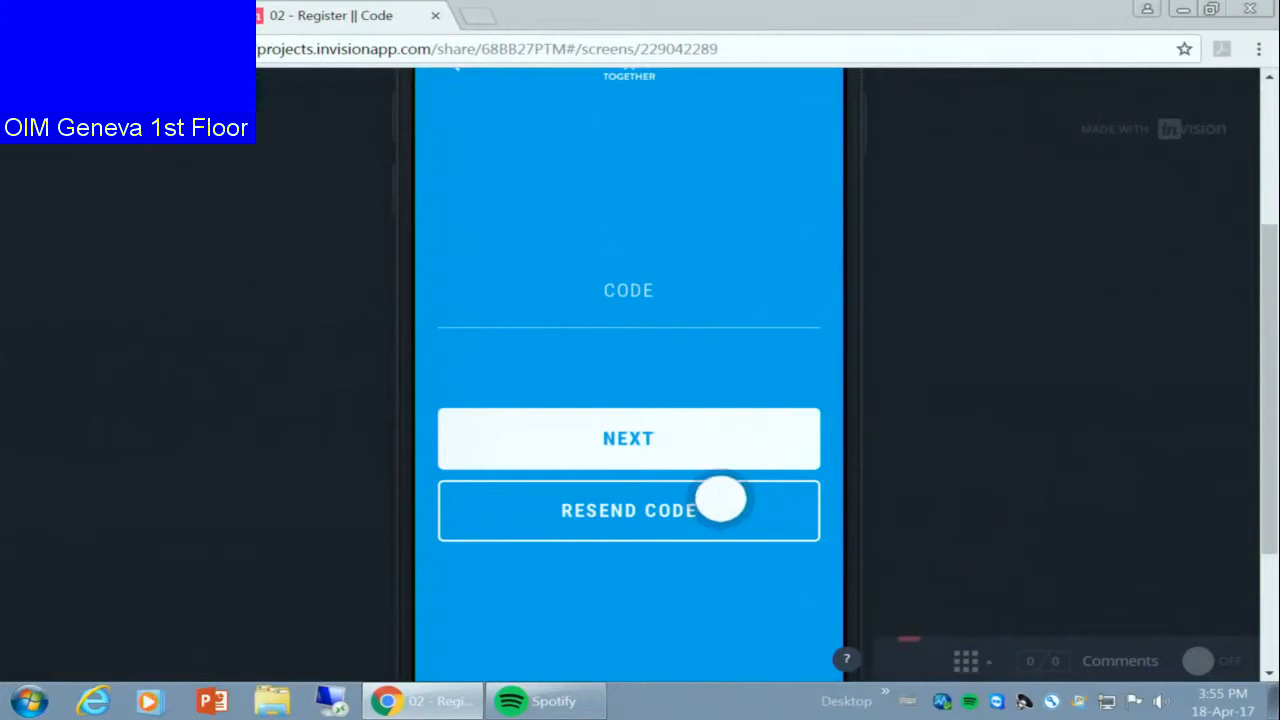 02 - Register || Code
projects.invisionapp.com/share/68BB27PTM#/screens/229042289
OIM Geneva 1st Floor
TOGETHER
MADE WITH invision
CODE
NEXT
RESEND CODE
?
0 / 0 Comments OFF
02 - Regi...
Spotify
Desktop »
3:55 PM
18-Apr-17